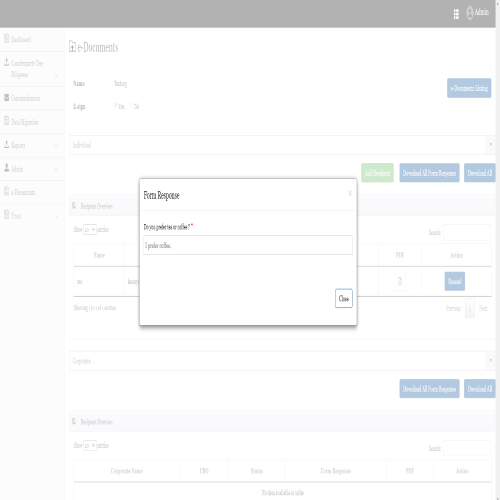 Admin
Dashboard
e-Documents
Counterparty Due
Diligence
Name Testing
e-Documents Listing
Communication
E-sign Yes No
Data Migration
Reports
Individual
Admin
Add Recipient Download All Form Response Download All
e-Documents
Form Response ×
Recipient Overview
Trust
Do you prefer tea or coffee? *
Show 10 entries
Search:
I prefer coffee.
Name PDF Action
Resend
Close
Showing 1 to 1 of 1 entries Previous 1 Next
Corporate
Download All Form Response Download All
Recipient Overview
Show 10 entries
Search:
Corporate Name UBO Status Form Response PDF Action
No data available in table